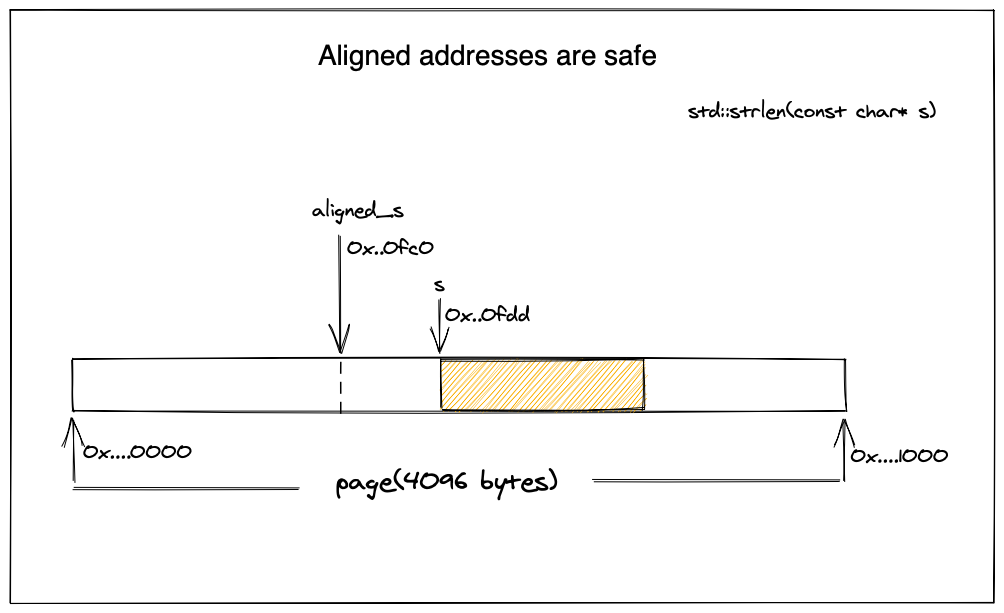 Aligned addresses are safe
std::strlen(const char* s)
aligned_s
0x..0fc0
s
0x..0fdd
0x....0000
0x....1000
page(4096 bytes)